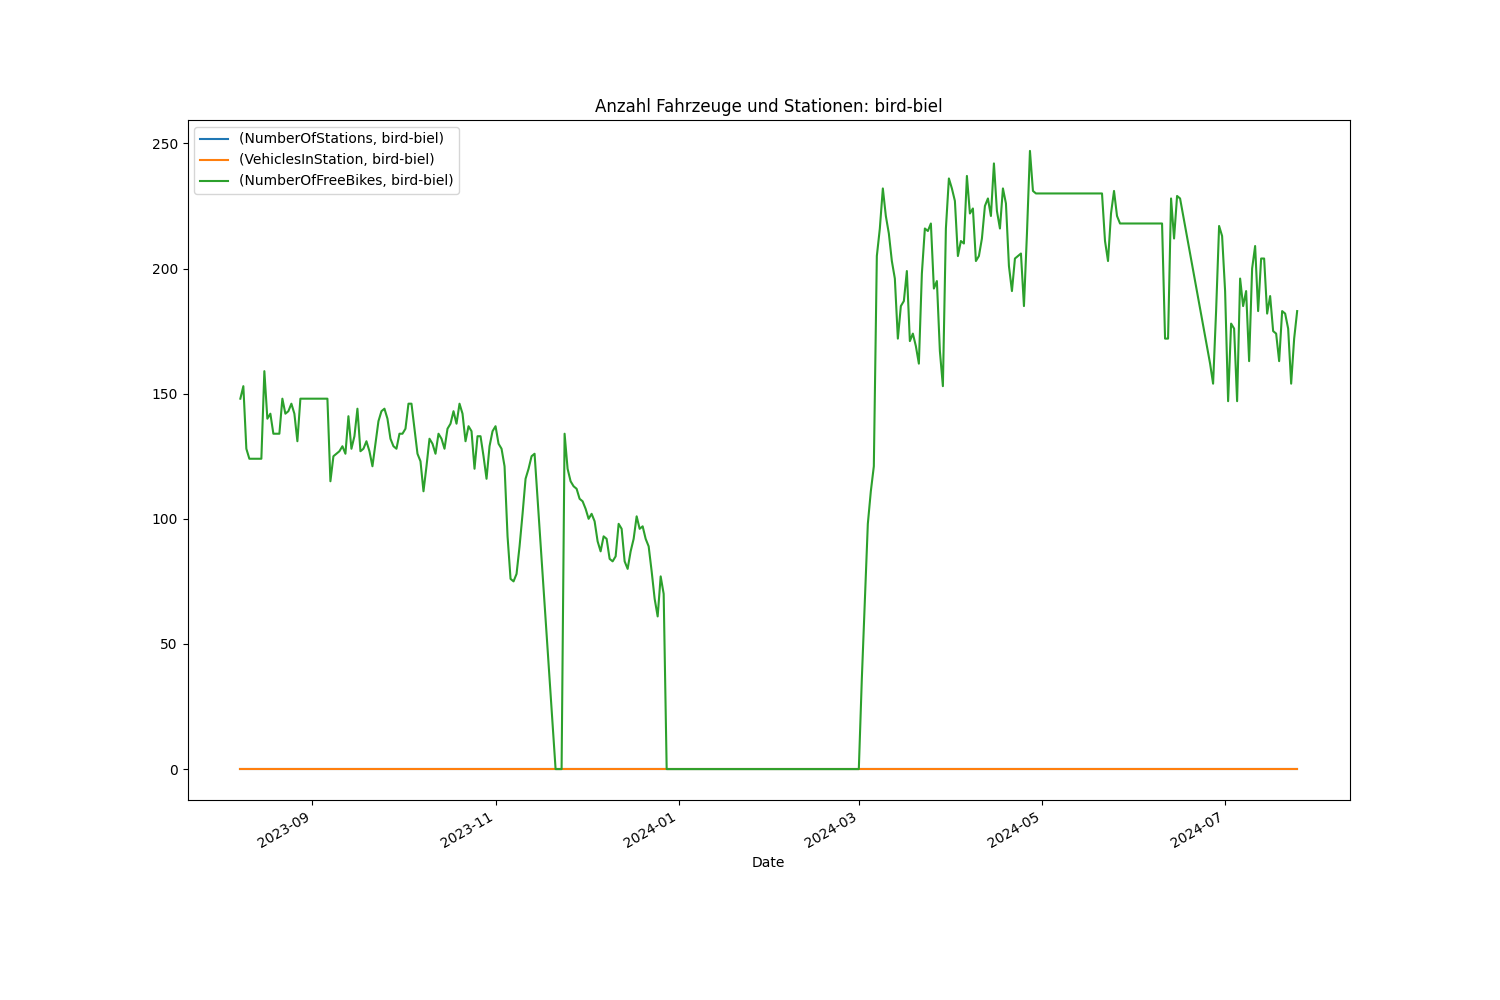 Anzahl Fahrzeuge und Stationen: bird-biel
(NumberOfStations, bird-biel)
(VehiclesInStation, bird-biel)
(NumberOfFreeBikes, bird-biel)
250
200
150
100
50
0
2023-09
2023-11
2024-01
2024-03
2024-05
2024-07
Date